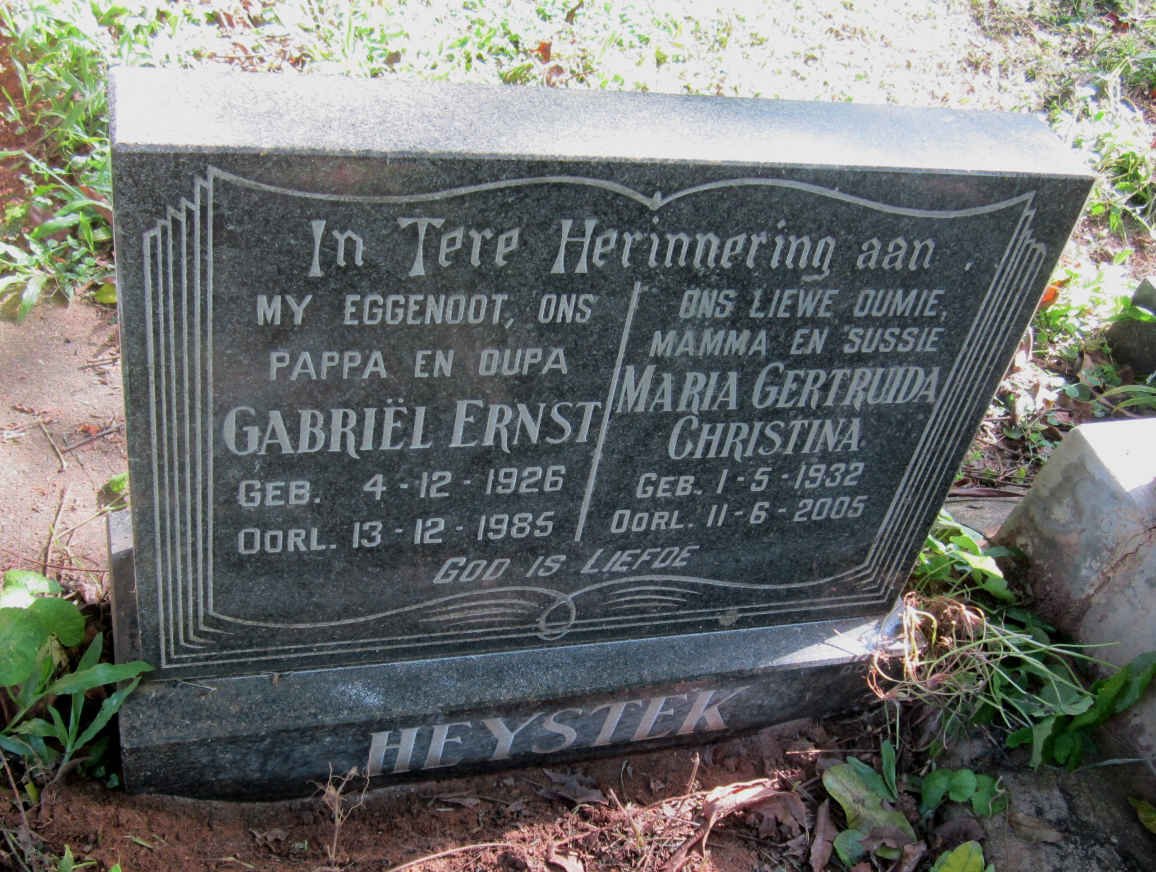 In Tere Herinnering aan
MY EGGENOOT, ONS
PAPPA EN OUPA
GABRIËL ERNST
GEB. 4-12-1926
OORL. 13-12-1985
ONS LIEWE OUMIE,
MAMMA EN SUSSIE
MARIA GERTRUIDA
CHRISTINA
GEB. 1-5-1932
OORL. 11-6-2005
GOD IS LIEFDE
HEYSTEK